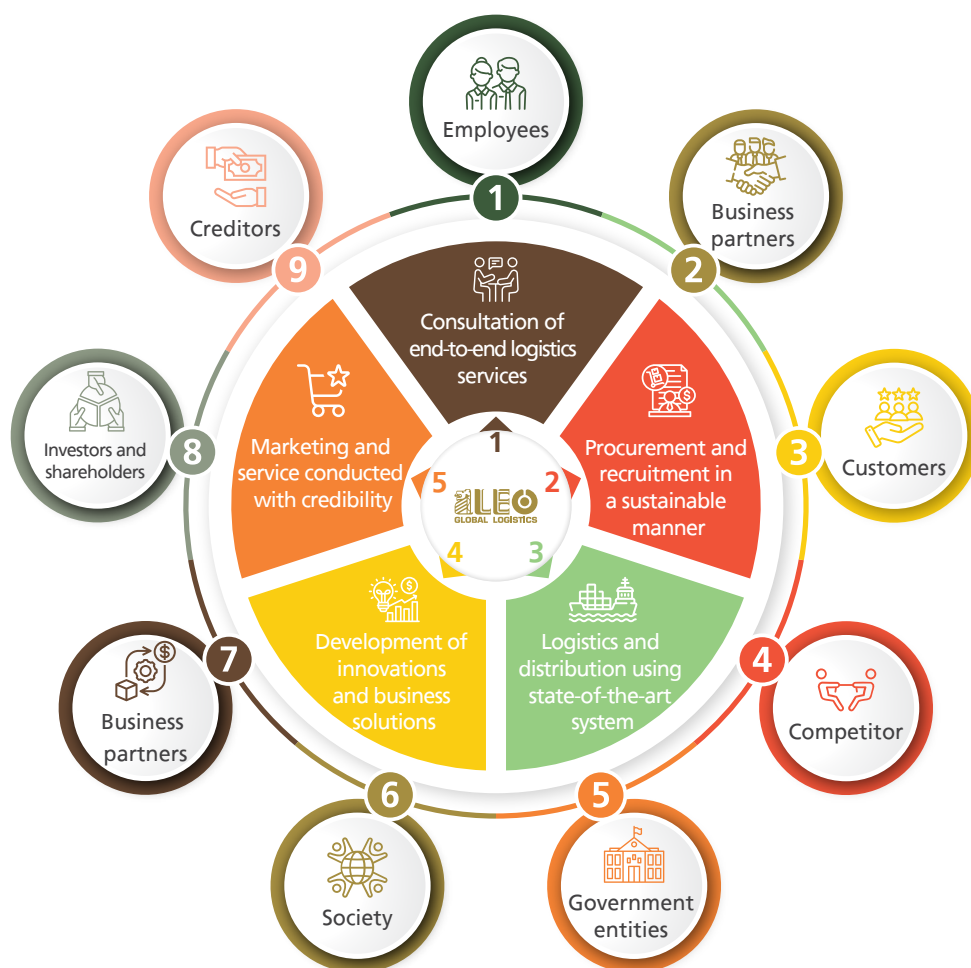 Employees
1
Business
partners
2
Customers
3
Competitor
4
Government
entities
5
Society
6
Business
partners
7
Investors and
shareholders
8
Creditors
9
Consultation of
end-to-end logistics
services
1
Procurement and
recruitment in
a sustainable
manner
2
Logistics and
distribution using
state-of-the-art
system
3
Development of
innovations
and business
solutions
4
Marketing and
service conducted
with credibility
5
LEO
GLOBAL LOGISTICS